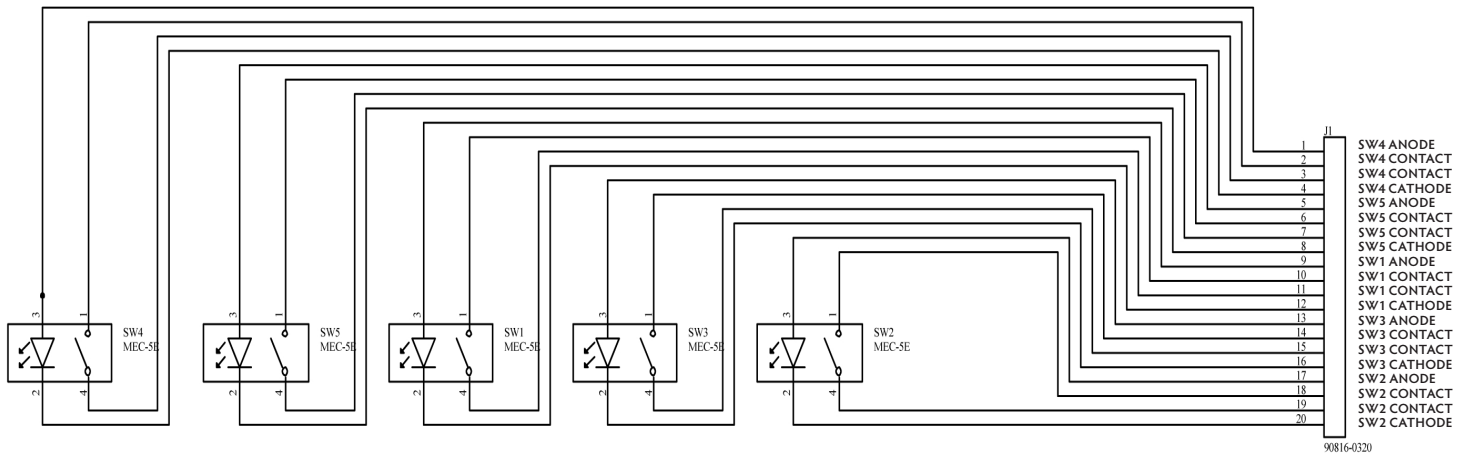 J1
1 SW4 ANODE
2 SW4 CONTACT
3 SW4 CONTACT
4 SW4 CATHODE
5 SW5 ANODE
6 SW5 CONTACT
7 SW5 CONTACT
8 SW5 CATHODE
9 SW1 ANODE
10 SW1 CONTACT
11 SW1 CONTACT
12 SW1 CATHODE
13 SW3 ANODE
14 SW3 CONTACT
15 SW3 CONTACT
16 SW3 CATHODE
17 SW2 ANODE
18 SW2 CONTACT
19 SW2 CONTACT
20 SW2 CATHODE
90816-0320
3 1 3 1 3 1 3 1 3 1
SW4 SW5 SW1 SW3 SW2
MEC-5E MEC-5E MEC-5E MEC-5E MEC-5E
2 4 2 4 2 4 2 4 2 4